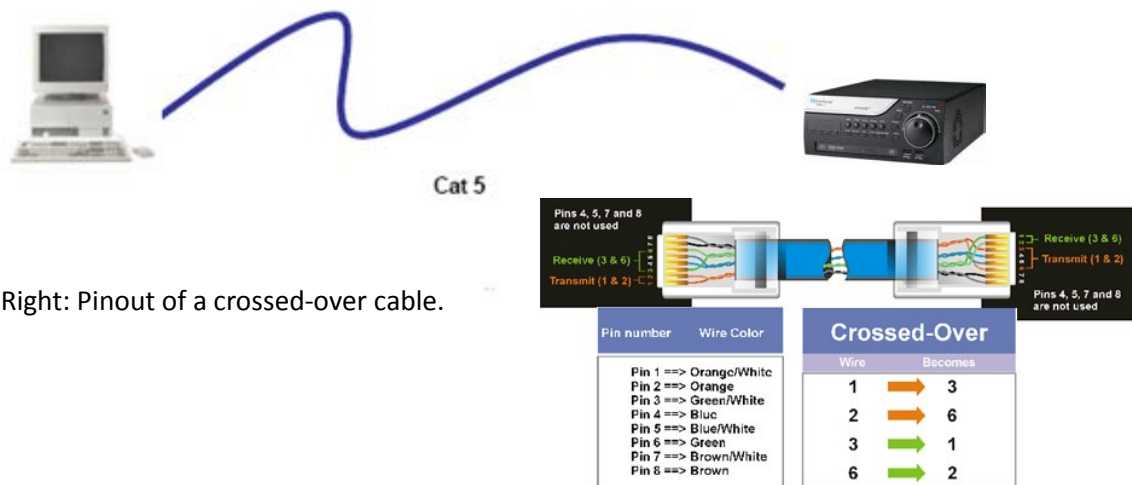 Cat 5
Pins 4, 5, 7 and 8
are not used
Receive (3 & 6)
Transmit (1 & 2)
Receive (3 & 6)
Transmit (1 & 2)
Pins 4, 5, 7 and 8
are not used
Right: Pinout of a crossed-over cable.
Pin number Wire Color
Pin 1 ==> Orange/White
Pin 2 ==> Orange
Pin 3 ==> Green/White
Pin 4 ==> Blue
Pin 5 ==> Blue/White
Pin 6 ==> Green
Pin 7 ==> Brown/White
Pin 8 ==> Brown
Crossed-Over
Wire Becomes
1 3
2 6
3 1
6 2